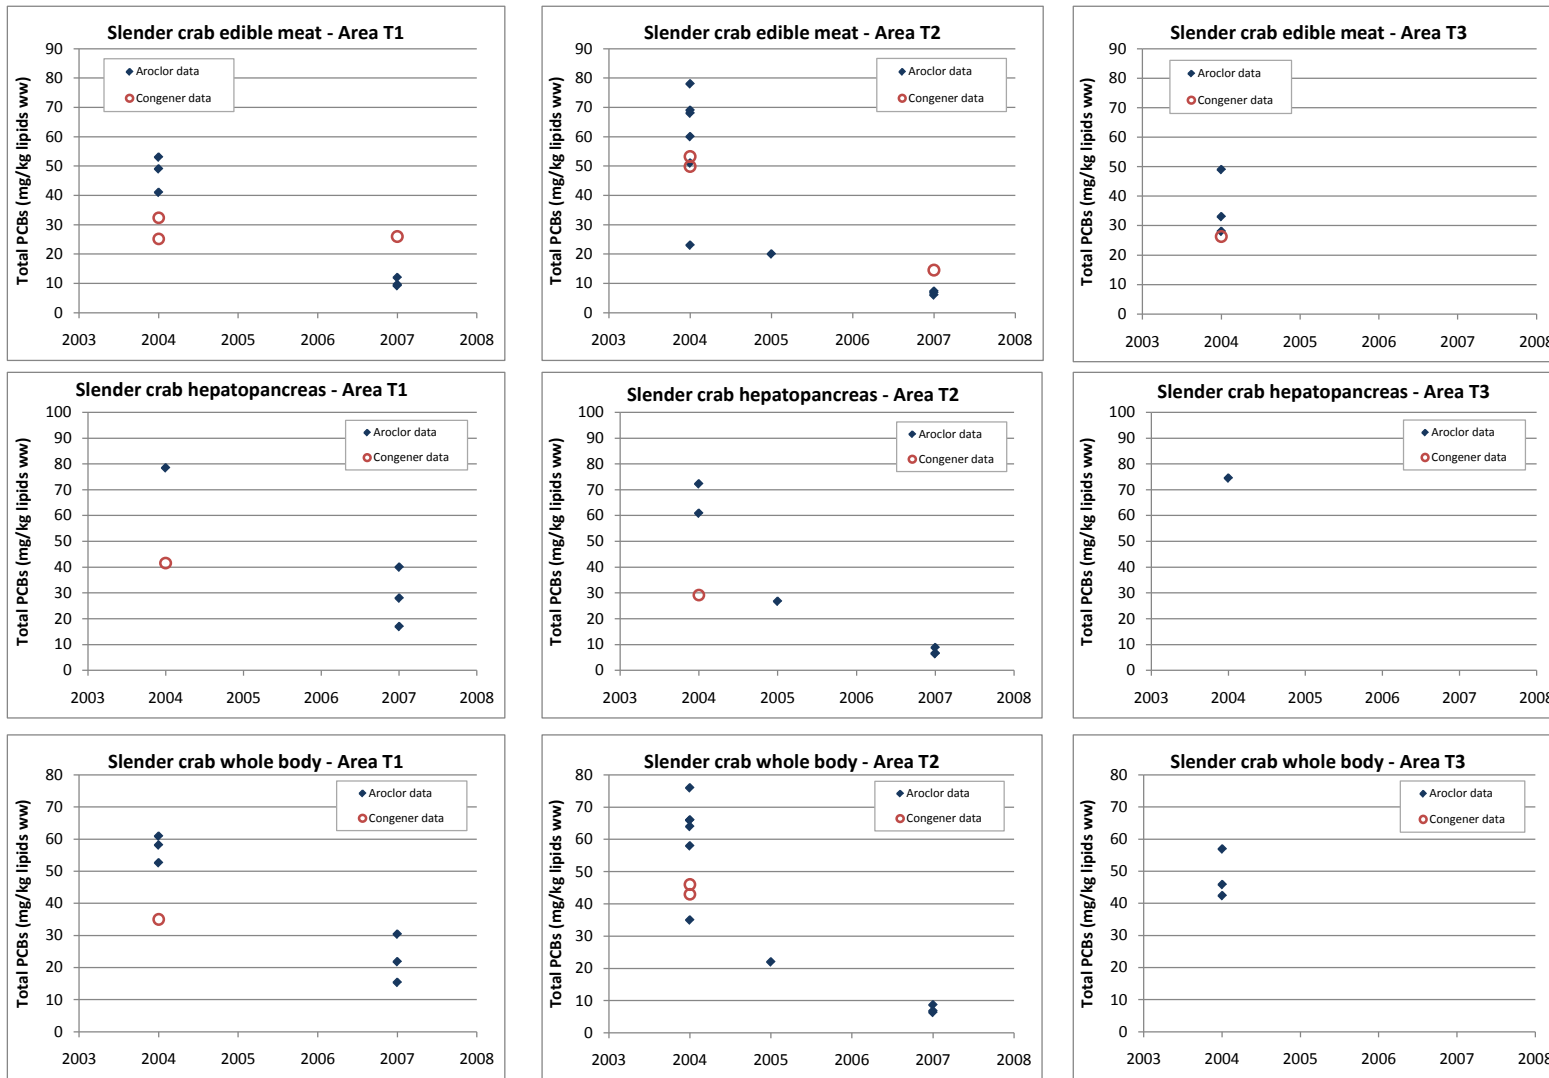 Slender crab edible meat - Area T1
Total PCBs (mg/kg lipids ww)
90
80
70
60
50
40
30
20
10
0
2003 2004 2005 2006 2007 2008
Aroclor data
Congener data
Slender crab edible meat - Area T2
Total PCBs (mg/kg lipids ww)
90
80
70
60
50
40
30
20
10
0
2003 2004 2005 2006 2007 2008
Aroclor data
Congener data
Slender crab edible meat - Area T3
Total PCBs (mg/kg lipids ww)
90
80
70
60
50
40
30
20
10
0
2003 2004 2005 2006 2007 2008
Aroclor data
Congener data
Slender crab hepatopancreas - Area T1
Total PCBs (mg/kg lipids ww)
100
90
80
70
60
50
40
30
20
10
0
2003 2004 2005 2006 2007 2008
Aroclor data
Congener data
Slender crab hepatopancreas - Area T2
Total PCBs (mg/kg lipids ww)
100
90
80
70
60
50
40
30
20
10
0
2003 2004 2005 2006 2007 2008
Aroclor data
Congener data
Slender crab hepatopancreas - Area T3
Total PCBs (mg/kg lipids ww)
100
90
80
70
60
50
40
30
20
10
0
2003 2004 2005 2006 2007 2008
Aroclor data
Congener data
Slender crab whole body - Area T1
Total PCBs (mg/kg lipids ww)
80
70
60
50
40
30
20
10
0
2003 2004 2005 2006 2007 2008
Aroclor data
Congener data
Slender crab whole body - Area T2
Total PCBs (mg/kg lipids ww)
80
70
60
50
40
30
20
10
0
2003 2004 2005 2006 2007 2008
Aroclor data
Congener data
Slender crab whole body - Area T3
Total PCBs (mg/kg lipids ww)
80
70
60
50
40
30
20
10
0
2003 2004 2005 2006 2007 2008
Aroclor data
Congener data